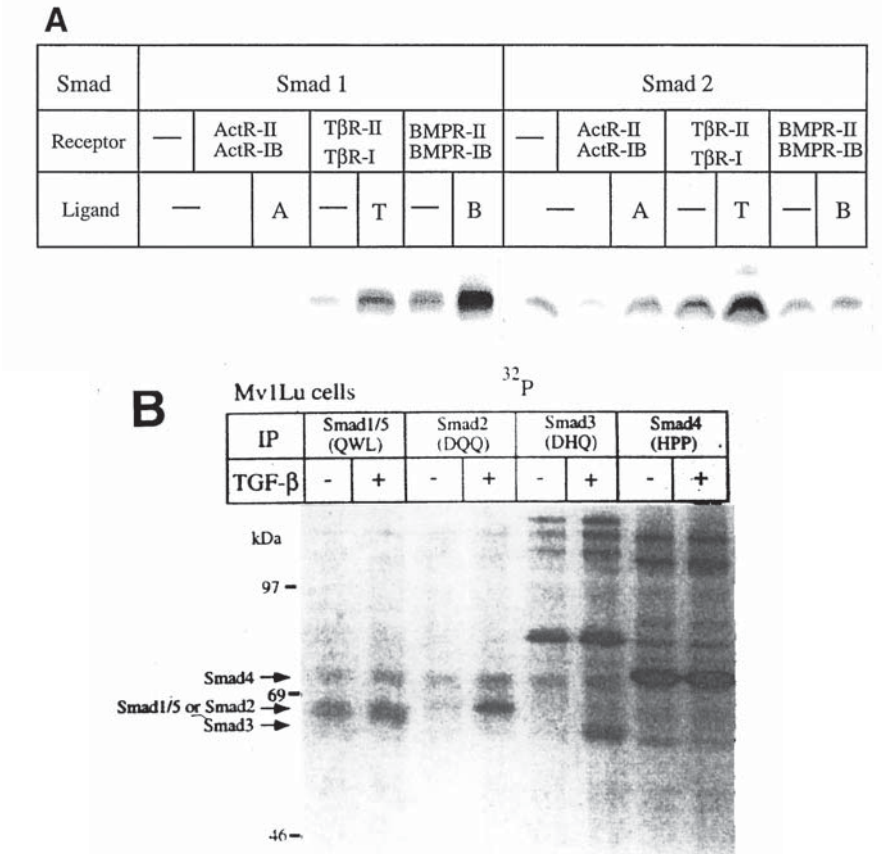 A
Smad Smad 1 Smad 2
Receptor — ActR-II TβR-II BMPR-II — ActR-II TβR-II BMPR-II
ActR-IB TβR-I BMPR-IB ActR-IB TβR-I BMPR-IB
Ligand — A — T — B — A — T — B
B
Mv1Lu cells 32P
IP Smad1/5 Smad2 Smad3 Smad4
(QWL) (DQQ) (DHQ) (HPP)
TGF-β - + - + - + - +
kDa
97
Smad4
69
Smad1/5 or Smad2
Smad3
46